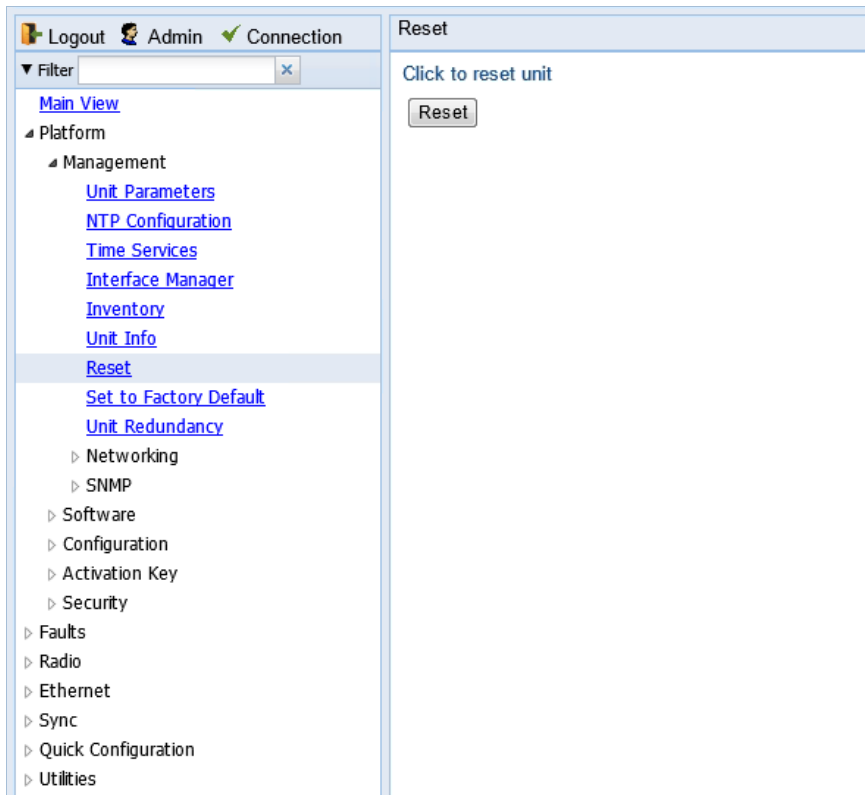 Logout Admin Connection
Filter
Main View
Platform
Management
Unit Parameters
NTP Configuration
Time Services
Interface Manager
Inventory
Unit Info
Reset
Set to Factory Default
Unit Redundancy
Networking
SNMP
Software
Configuration
Activation Key
Security
Faults
Radio
Ethernet
Sync
Quick Configuration
Utilities
Reset
Click to reset unit
Reset